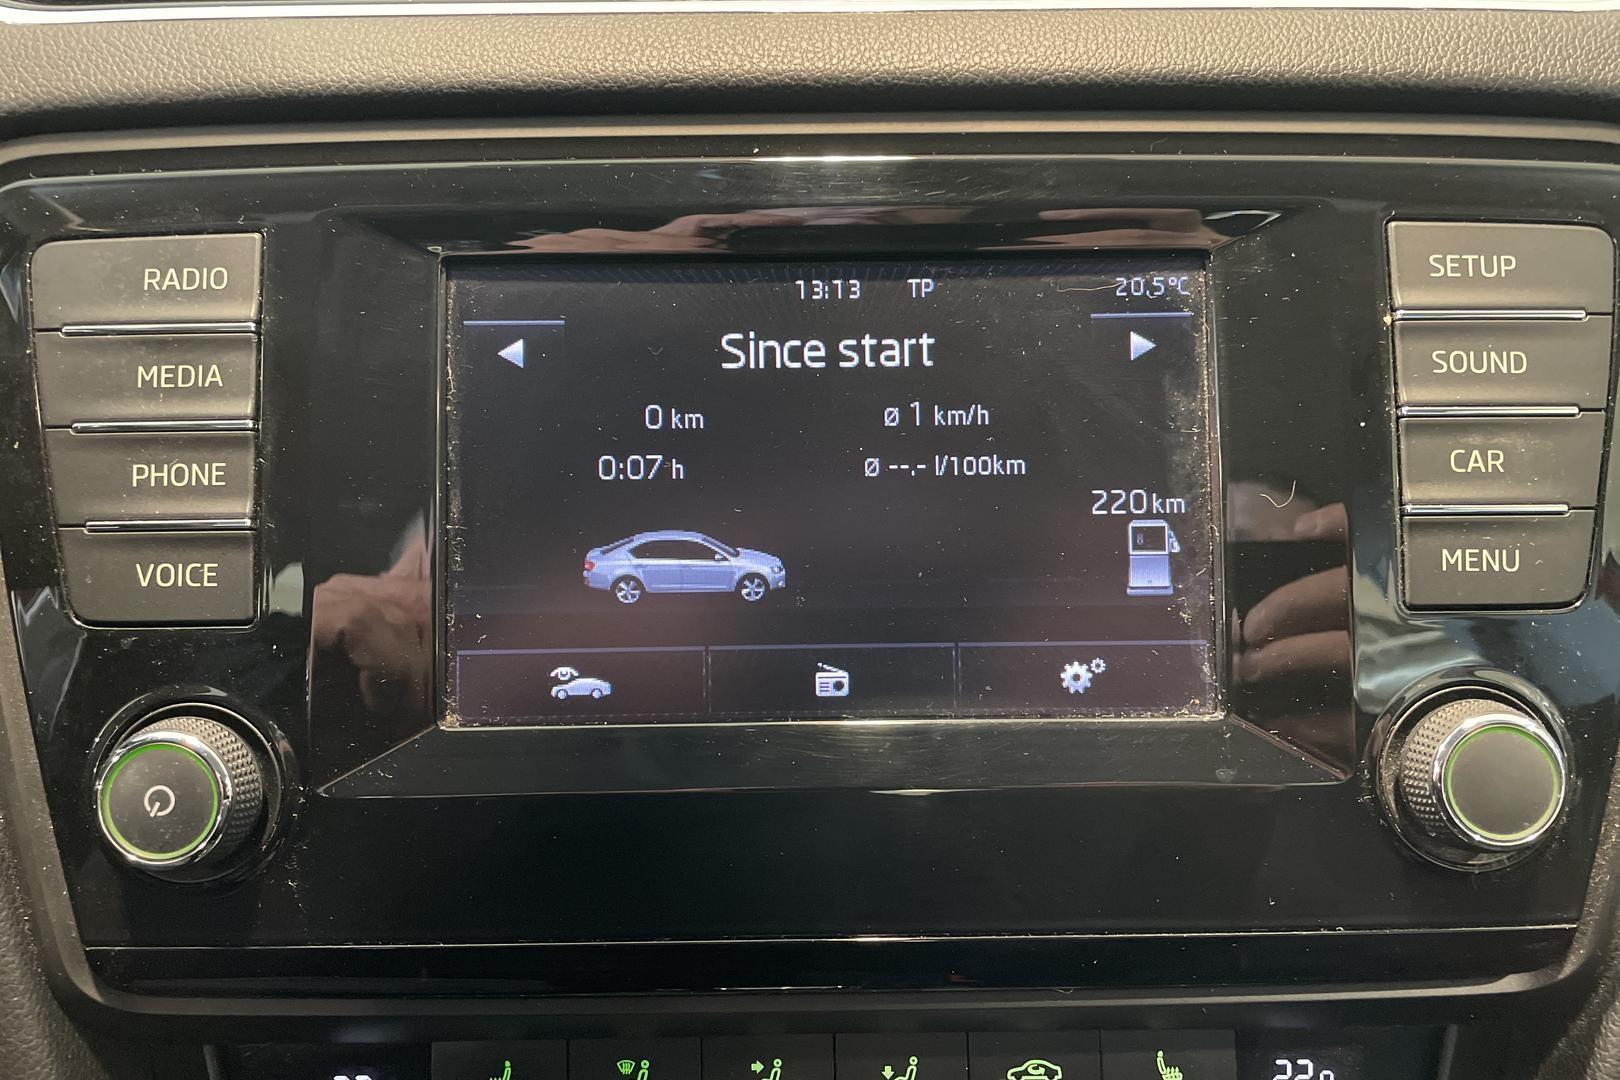 RADIO
MEDIA
PHONE
VOICE
13:13 TP 20.5°C
Since start
0 km ø 1 km/h
0:07 h ø --.- l/100km
220 km
8
SETUP
SOUND
CAR
MENU